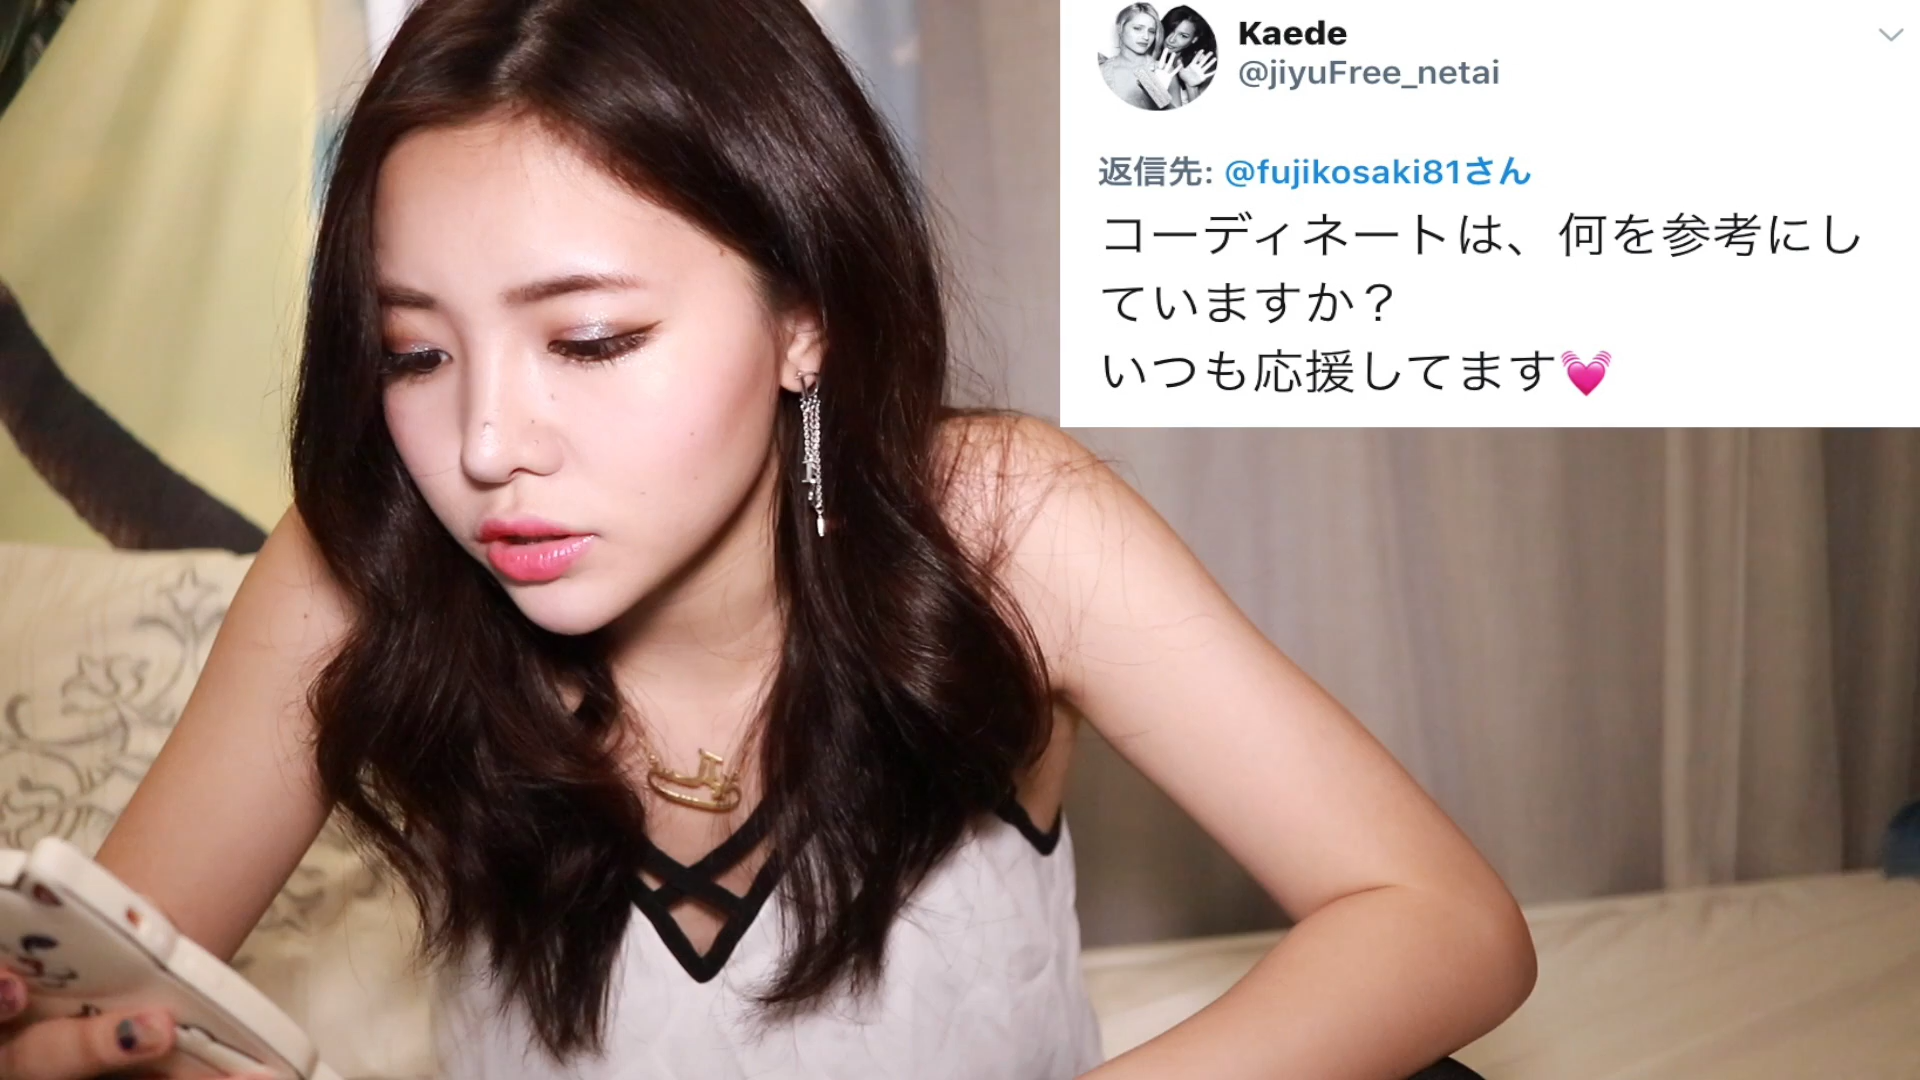 Kaede
@jiyuFree_netai
返信先: @fujikosaki81さん
コーディネートは、何を参考にし
ていますか？
いつも応援してます💓